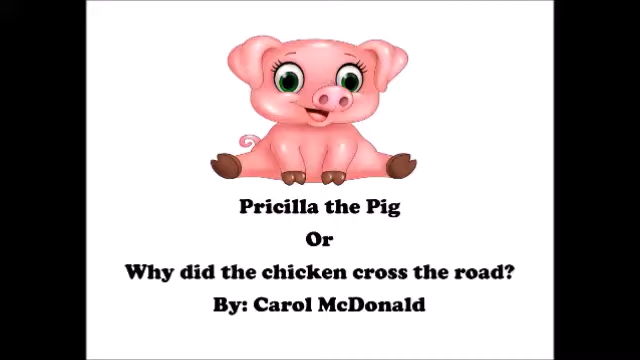 Pricilla the Pig
Or
Why did the chicken cross the road?
By: Carol McDonald